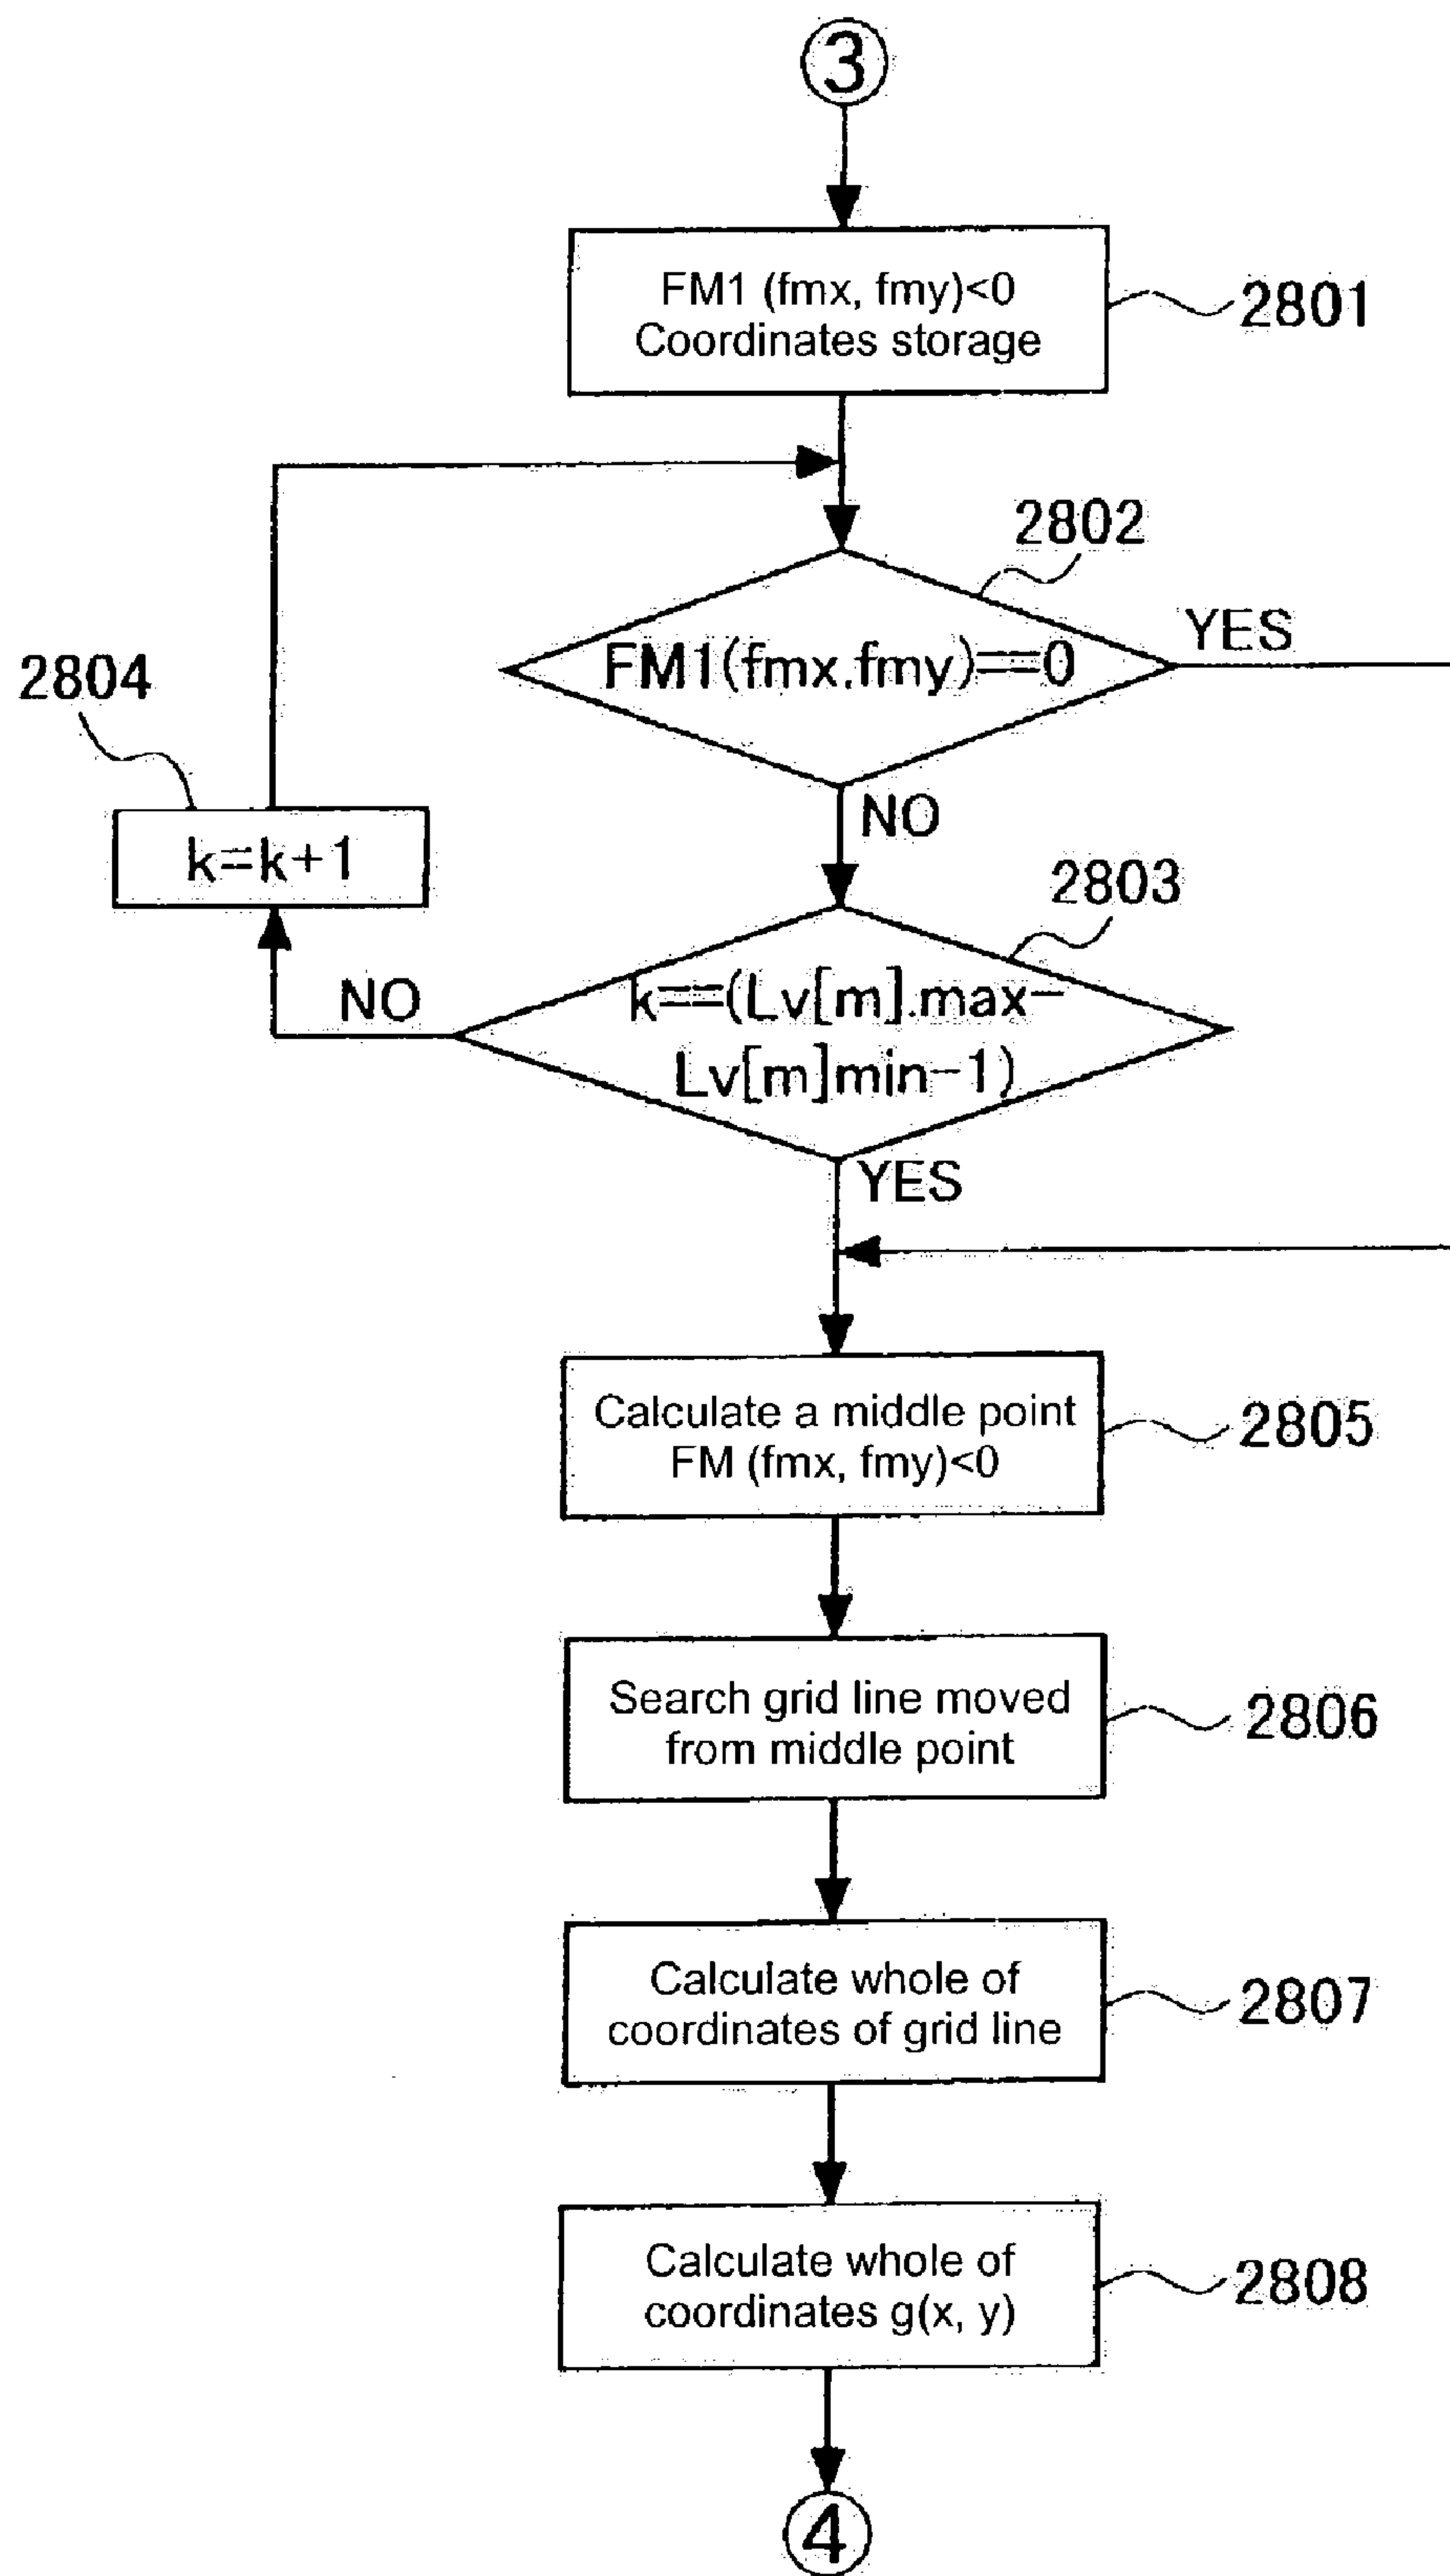 3
FM1 (fmx, fmy)<0
Coordinates storage
2801
2802
FM1(fmx.fmy)==0
YES
2804
k=k+1
NO
2803
k==(Lv[m].max-
Lv[m]min-1)
NO
YES
Calculate a middle point
FM (fmx, fmy)<0
2805
Search grid line moved
from middle point
2806
Calculate whole of
coordinates of grid line
2807
Calculate whole of
coordinates g(x, y)
2808
4